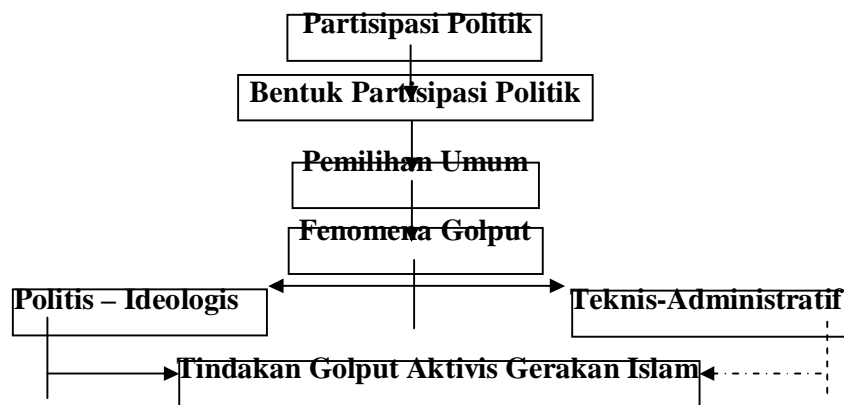 Partisipasi Politik
Bentuk Partisipasi Politik
Pemilihan Umum
Fenomena Golput
Politis – Ideologis
Teknis-Administratif
Tindakan Golput Aktivis Gerakan Islam